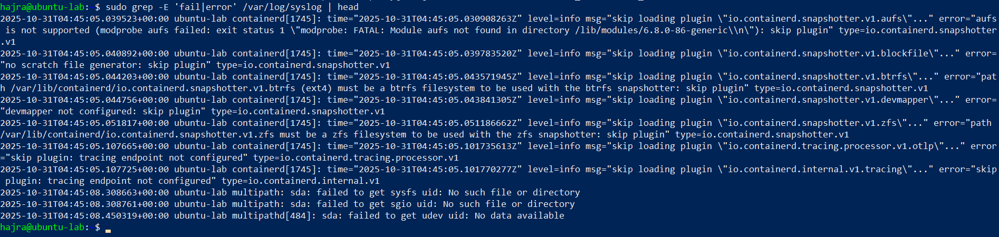 hajra@ubuntu-lab:~$ sudo grep -E 'fail|error' /var/log/syslog | head
2025-10-31T04:45:05.039523+00:00 ubuntu-lab containerd[1745]: time="2025-10-31T04:45:05.030908263Z" level=info msg="skip loading plugin \"io.containerd.snapshotter.v1.aufs\"..." error="aufs
 is not supported (modprobe aufs failed: exit status 1 \"modprobe: FATAL: Module aufs not found in directory /lib/modules/6.8.0-86-generic\\n\"): skip plugin" type=io.containerd.snapshotter
.v1
2025-10-31T04:45:05.040892+00:00 ubuntu-lab containerd[1745]: time="2025-10-31T04:45:05.039783520Z" level=info msg="skip loading plugin \"io.containerd.snapshotter.v1.blockfile\"..." error=
"no scratch file generator: skip plugin" type=io.containerd.snapshotter.v1
2025-10-31T04:45:05.044203+00:00 ubuntu-lab containerd[1745]: time="2025-10-31T04:45:05.043571945Z" level=info msg="skip loading plugin \"io.containerd.snapshotter.v1.btrfs\"..." error="pat
h /var/lib/containerd/io.containerd.snapshotter.v1.btrfs (ext4) must be a btrfs filesystem to be used with the btrfs snapshotter: skip plugin" type=io.containerd.snapshotter.v1
2025-10-31T04:45:05.044756+00:00 ubuntu-lab containerd[1745]: time="2025-10-31T04:45:05.043841305Z" level=info msg="skip loading plugin \"io.containerd.snapshotter.v1.devmapper\"..." error=
"devmapper not configured: skip plugin" type=io.containerd.snapshotter.v1
2025-10-31T04:45:05.051817+00:00 ubuntu-lab containerd[1745]: time="2025-10-31T04:45:05.051186662Z" level=info msg="skip loading plugin \"io.containerd.snapshotter.v1.zfs\"..." error="path
/var/lib/containerd/io.containerd.snapshotter.v1.zfs must be a zfs filesystem to be used with the zfs snapshotter: skip plugin" type=io.containerd.snapshotter.v1
2025-10-31T04:45:05.107665+00:00 ubuntu-lab containerd[1745]: time="2025-10-31T04:45:05.101735613Z" level=info msg="skip loading plugin \"io.containerd.tracing.processor.v1.otlp\"..." error
="skip plugin: tracing endpoint not configured" type=io.containerd.tracing.processor.v1
2025-10-31T04:45:05.107725+00:00 ubuntu-lab containerd[1745]: time="2025-10-31T04:45:05.101770277Z" level=info msg="skip loading plugin \"io.containerd.internal.v1.tracing\"..." error="skip
 plugin: tracing endpoint not configured" type=io.containerd.internal.v1
2025-10-31T04:45:08.308663+00:00 ubuntu-lab multipath: sda: failed to get sysfs uid: No such file or directory
2025-10-31T04:45:08.308761+00:00 ubuntu-lab multipath: sda: failed to get sgio uid: No such file or directory
2025-10-31T04:45:08.450319+00:00 ubuntu-lab multipathd[484]: sda: failed to get udev uid: No data available
hajra@ubuntu-lab:~$